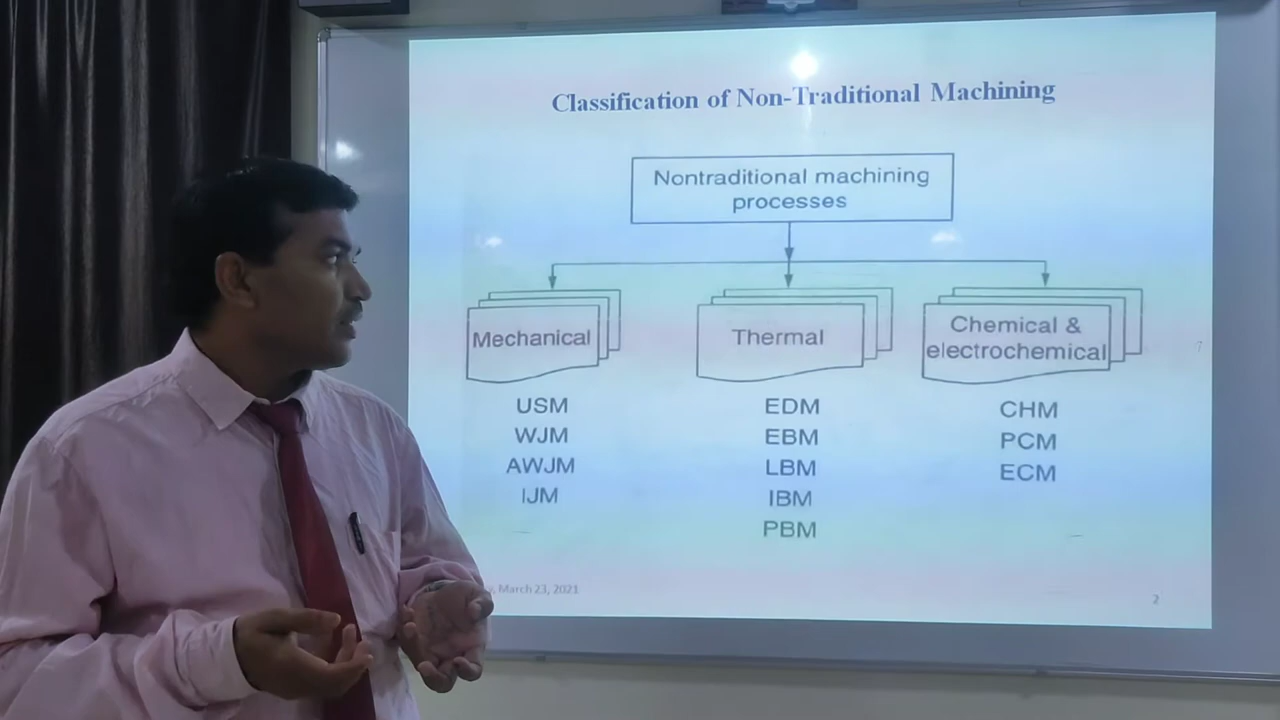 Classification of Non-Traditional Machining
Nontraditional machining
processes
Mechanical
Thermal
Chemical &
electrochemical
USM
WJM
AWJM
IJM
EDM
EBM
LBM
IBM
PBM
CHM
PCM
ECM
March 23, 2021
2